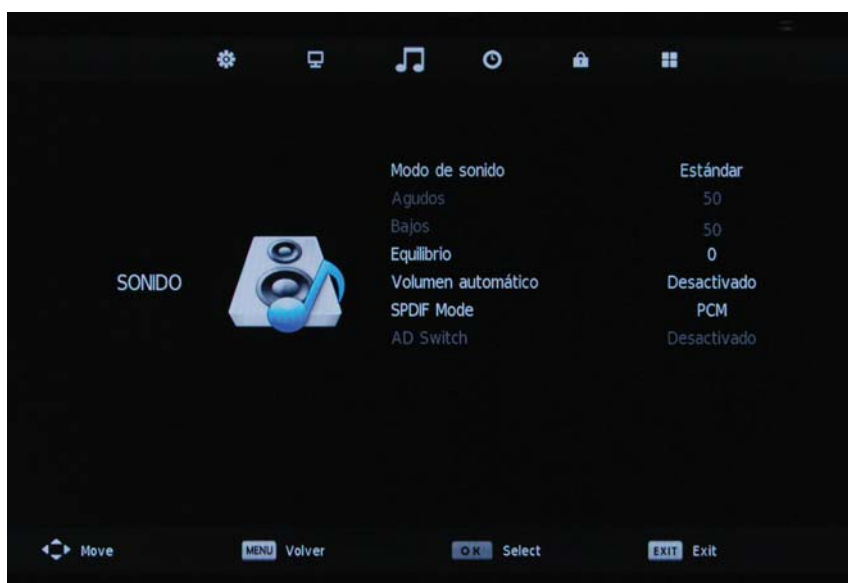 Modo de sonido Estándar
Agudos 50
Bajos 50
Equilibrio 0
SONIDO
Volumen automático Desactivado
SPDIF Mode PCM
AD Switch Desactivado
Move MENU Volver OK Select EXIT Exit